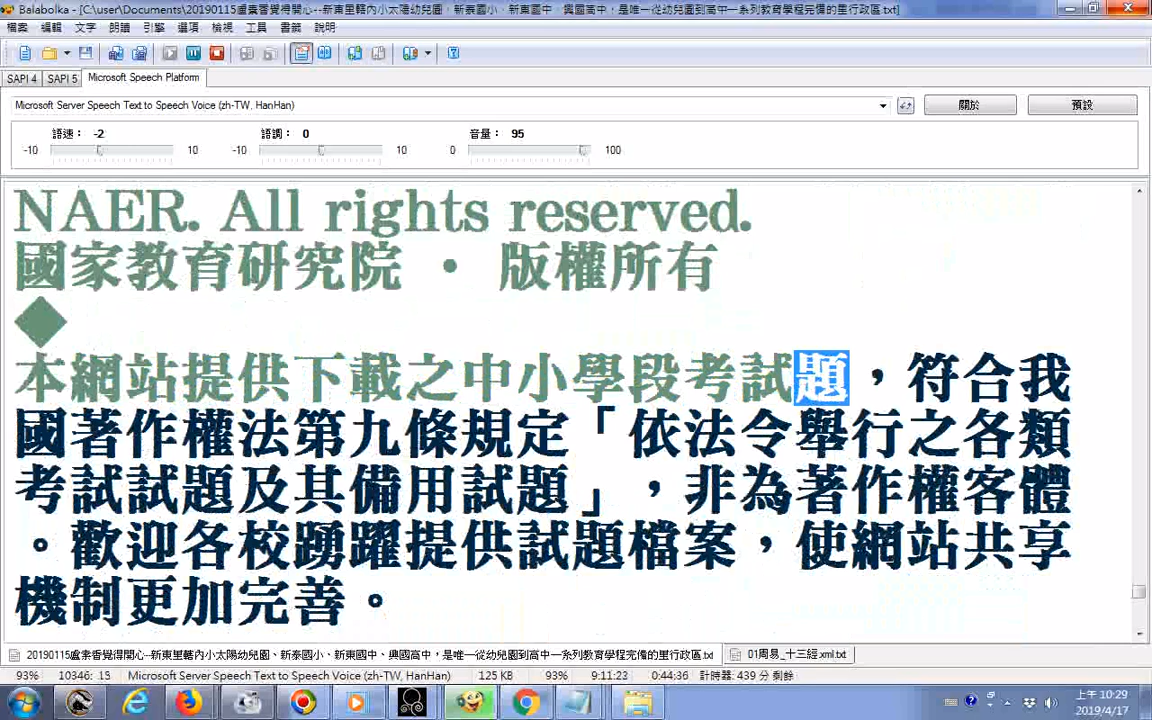 Balabolka - [C:\user\Documents\20190115盧素香覺得開心--新東里轄內小太陽幼兒園、新泰國小、新東國中、興國高中，是唯一從幼兒園到高中一系列教育學程完備的里行政區.txt]
檔案 編輯 文字 朗讀 引擎 選項 檢視 工具 書籤 說明
SAPI 4 SAPI 5 Microsoft Speech Platform
Microsoft Server Speech Text to Speech Voice (zh-TW, HanHan) 關於 預設
語速： -2 語調： 0 音量： 95
-10 10 -10 10 0 100
NAER. All rights reserved.
國家教育研究院 • 版權所有
◆
本網站提供下載之中小學段考試題，符合我
國著作權法第九條規定「依法令舉行之各類
考試試題及其備用試題」，非為著作權客體
。歡迎各校踴躍提供試題檔案，使網站共享
機制更加完善。
20190115盧素香覺得開心--新東里轄內小太陽幼兒園、新泰國小、新東國中、興國高中，是唯一從幼兒園到高中一系列教育學程完備的里行政區.txt 01周易_十三經.xml.txt
93% 10346: 13 Microsoft Server Speech Text to Speech Voice (zh-TW, HanHan) 125 KB 93% 9:11:23 0:44:36 計時器: 439 分 剩餘
上午 10:29
2019/4/17